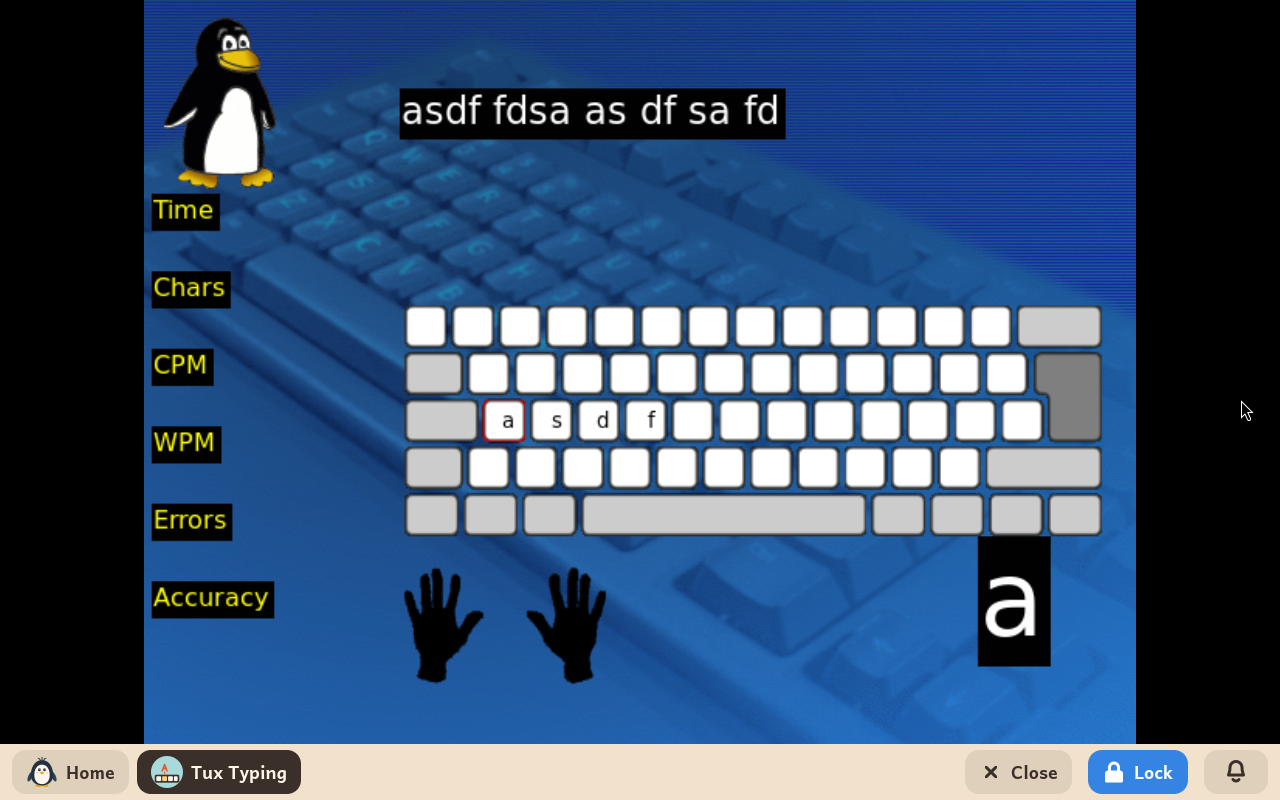 asdf fdsa as df sa fd
Time
Chars
CPM
WPM
Errors
Accuracy
a s d f
a
Home
Tux Typing
Close
Lock